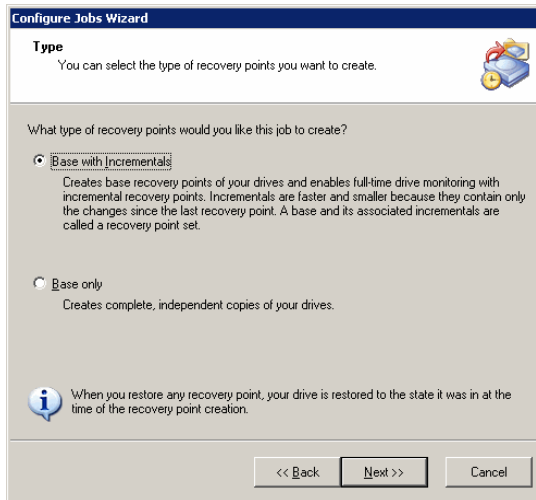 Configure Jobs Wizard
Type
You can select the type of recovery points you want to create.
What type of recovery points would you like this job to create?
Base with Incrementals
Creates base recovery points of your drives and enables full-time drive monitoring with
incremental recovery points. Incrementals are faster and smaller because they contain only
the changes since the last recovery point. A base and its associated incrementals are
called a recovery point set.
Base only
Creates complete, independent copies of your drives.
When you restore any recovery point, your drive is restored to the state it was in at the
time of the recovery point creation.
<< Back
Next >>
Cancel